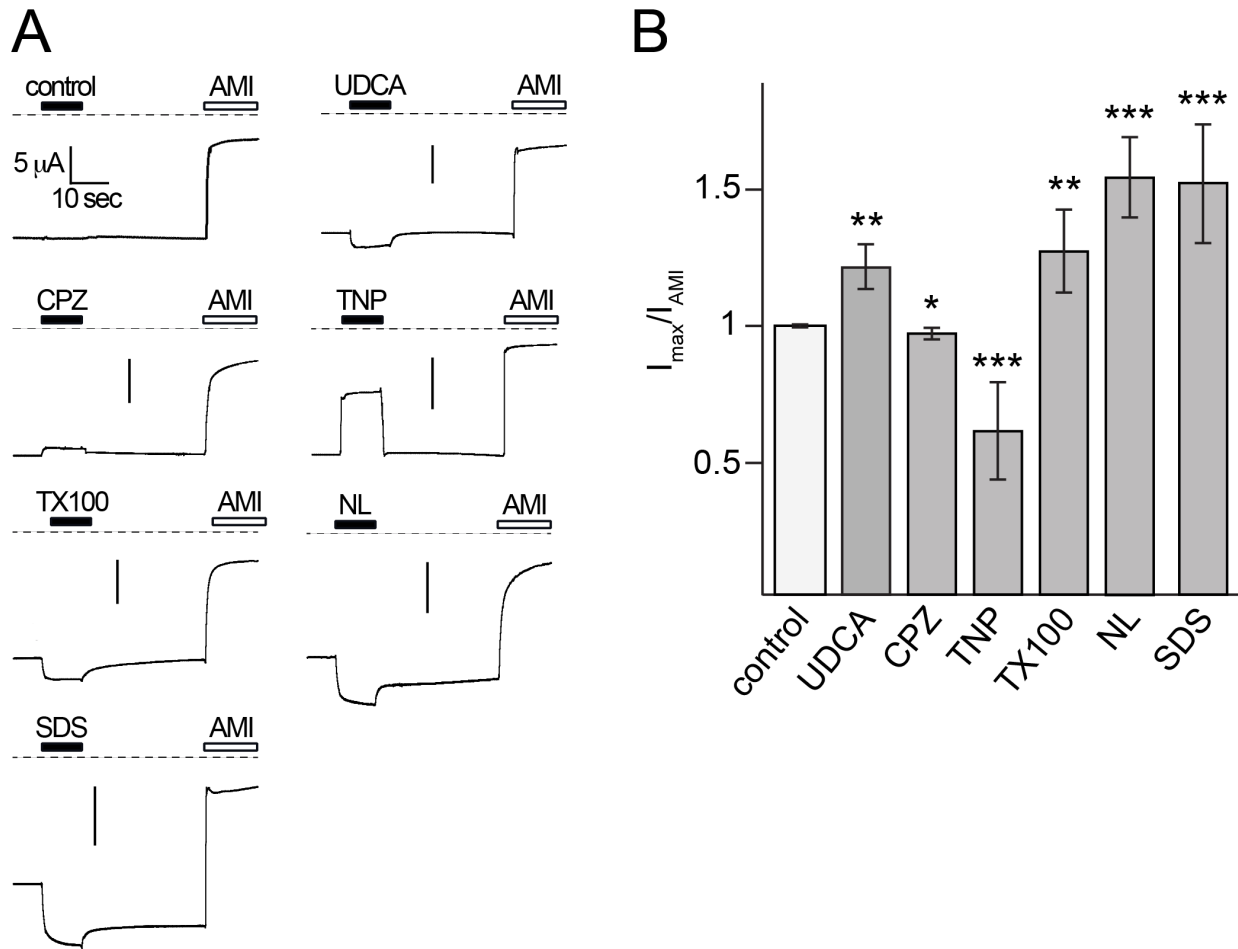 A
control AMI
5 μA
10 sec
UDCA AMI
CPZ AMI
TNP AMI
TX100 AMI
NL AMI
SDS AMI
B
Imax/IAMI
1.5
1
0.5
**
*
***
**
***
***
control
UDCA
CPZ
TNP
TX100
NL
SDS